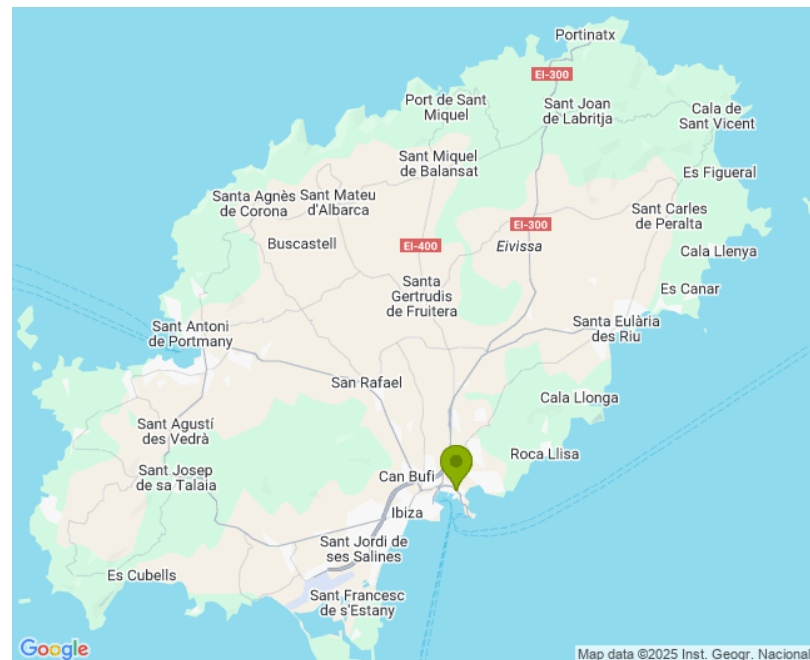 Portinatx
EI-300
Port de Sant
Miquel
Sant Joan
de Labritja
Cala de
Sant Vicent
Sant Miquel
de Balansat
Es Figueral
Santa Agnès
de Corona
Sant Mateu
d'Albarca
Sant Carles
de Peralta
EI-300
Buscastell
EI-400
Eivissa
Cala Llenya
Santa
Gertrudis
de Fruitera
Es Canar
Sant Antoni
de Portmany
Santa Eulària
des Riu
San Rafael
Cala Llonga
Sant Agustí
des Vedrà
Roca Llisa
Sant Josep
de sa Talaia
Can Bufi
Ibiza
Sant Jordi de
ses Salines
Es Cubells
Sant Francesc
de s'Estany
Google
Map data ©2025 Inst. Geogr. Nacional